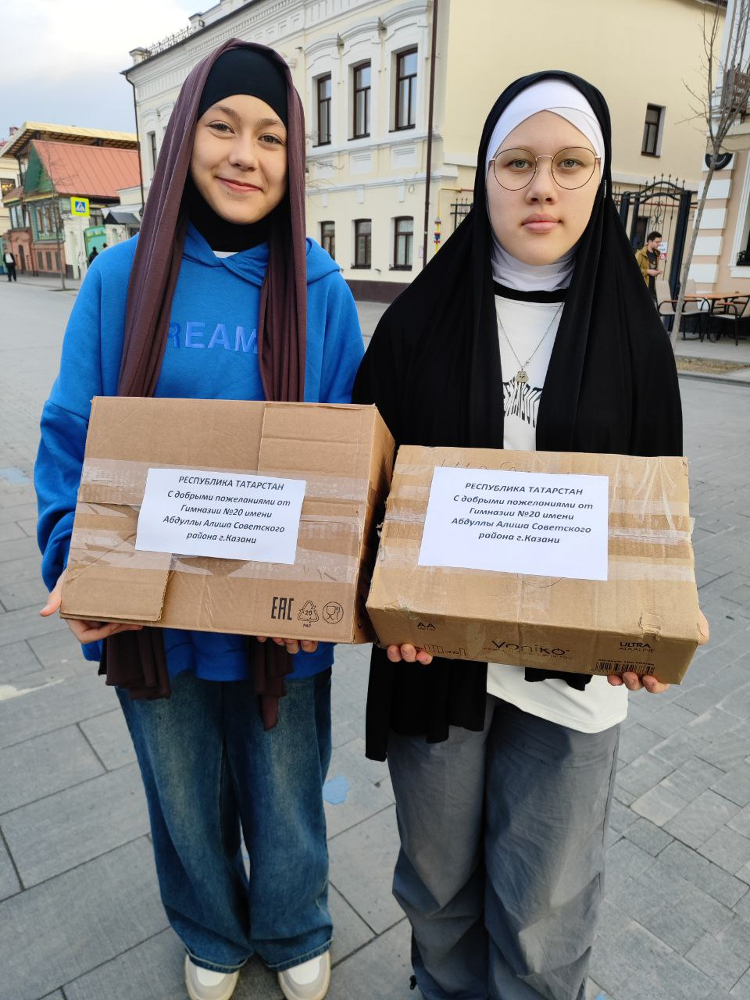 REAM
РЕСПУБЛИКА ТАТАРСТАН
С добрыми пожеланиями от
Гимназии №20 имени
Абдуллы Алиша Советского
района г.Казани
EAC
20
PAP
РЕСПУБЛИКА ТАТАРСТАН
С добрыми пожеланиями от
Гимназии №20 имени
Абдуллы Алиша Советского
района г.Казани
AA
Voniko
ULTRA
ALKALINE